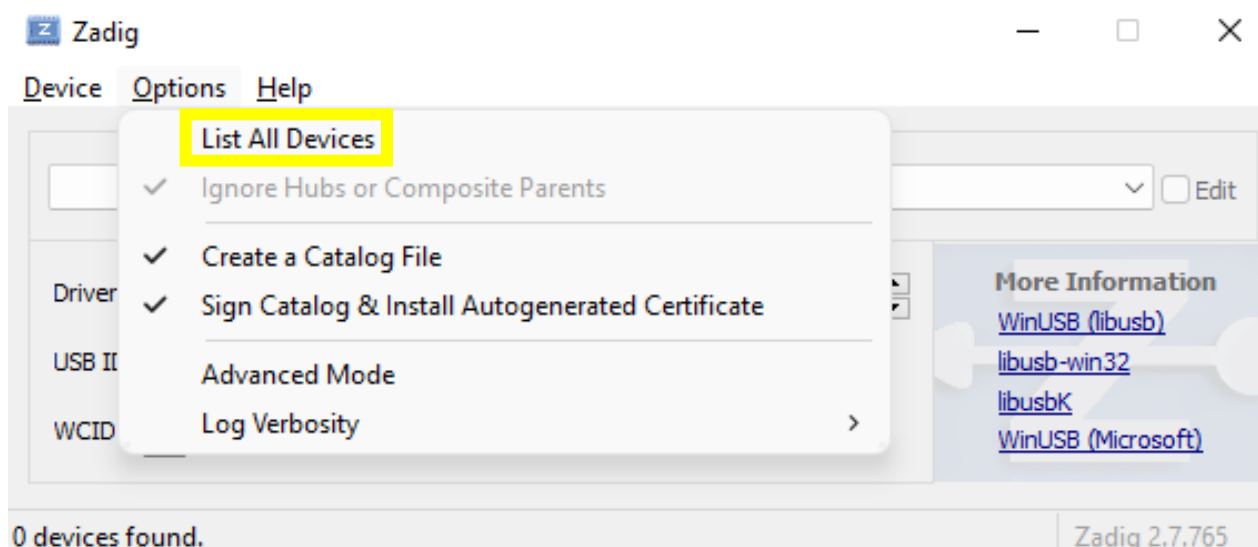 Zadig
Device Options Help
List All Devices
Ignore Hubs or Composite Parents
Edit
Create a Catalog File
Driver
Sign Catalog & Install Autogenerated Certificate
More Information
WinUSB (libusb)
USB ID
libusb-win32
Advanced Mode
libusbK
WCID
Log Verbosity
WinUSB (Microsoft)
0 devices found.
Zadig 2.7.765